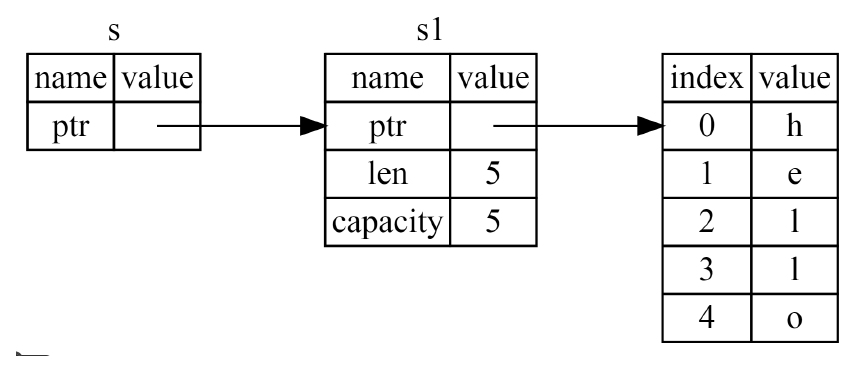 s
name value
ptr
s1
name value
ptr
len 5
capacity 5
index value
0 h
1 e
2 l
3 l
4 o